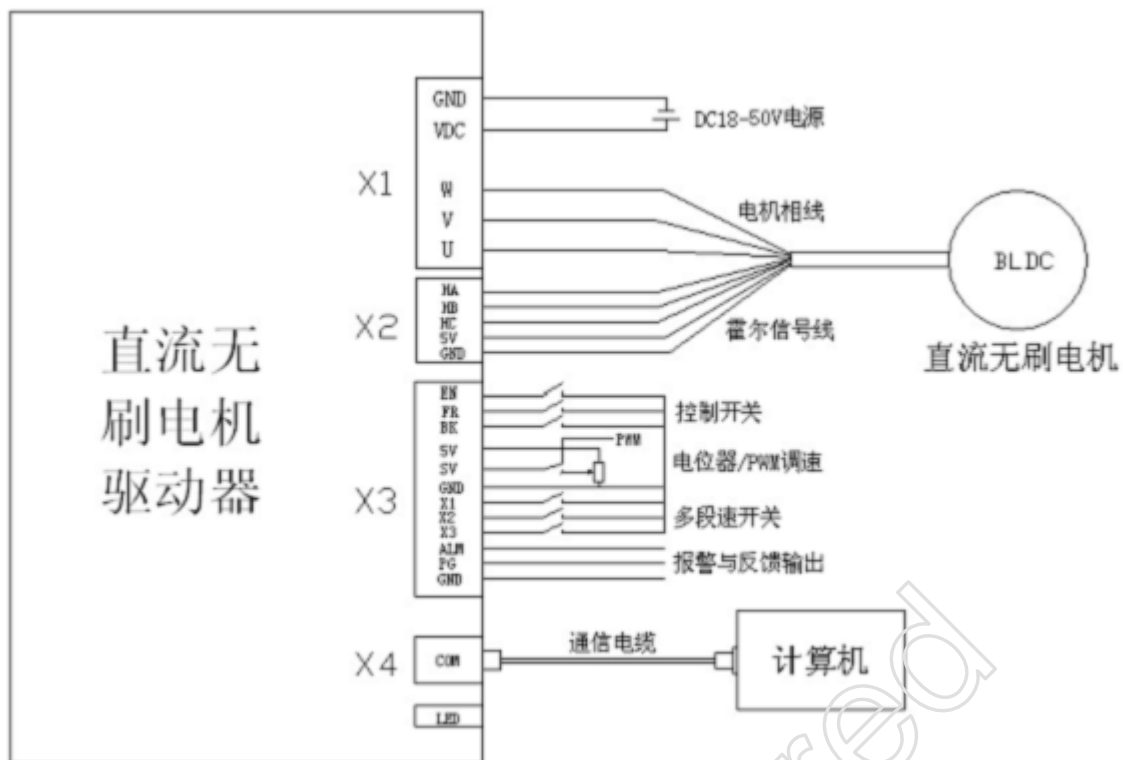 GND
VDC
DC18-50V电源
X1
W
V
U
电机相线
BLDC
直流无刷电机
X2
HA
HB
HC
5V
GND
霍尔信号线
直流无
刷电机
驱动器
X3
EN
FR
BK
控制开关
PWM
5V
SV
电位器/PWM调速
GND
X1
X2
X3
多段速开关
ALM
PG
GND
报警与反馈输出
X4
COM
通信电缆
计算机
LED